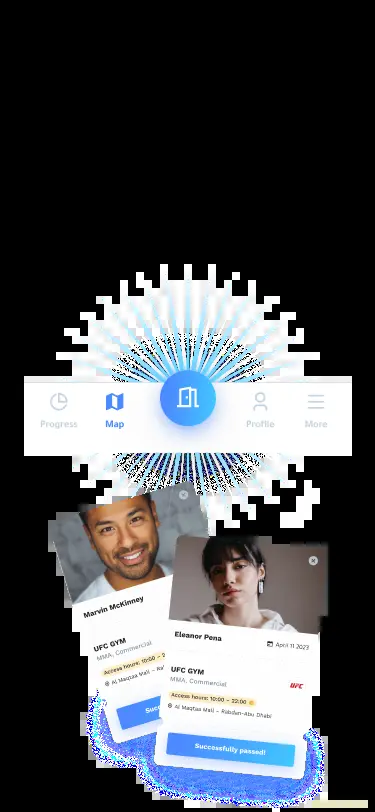 Progress
Map
Profile
More
Marvin McKinney
UFC GYM
MMA, Commercial
Access hours: 10:00 –
Al Maqtaa Mall – Ra
Succ
Eleanor Pena
April 11 2023
UFC GYM
MMA, Commercial
UFC
Access hours: 10:00 – 22:00
Al Maqtaa Mall – Rabdan-Abu Dhabi
Successfully passed!